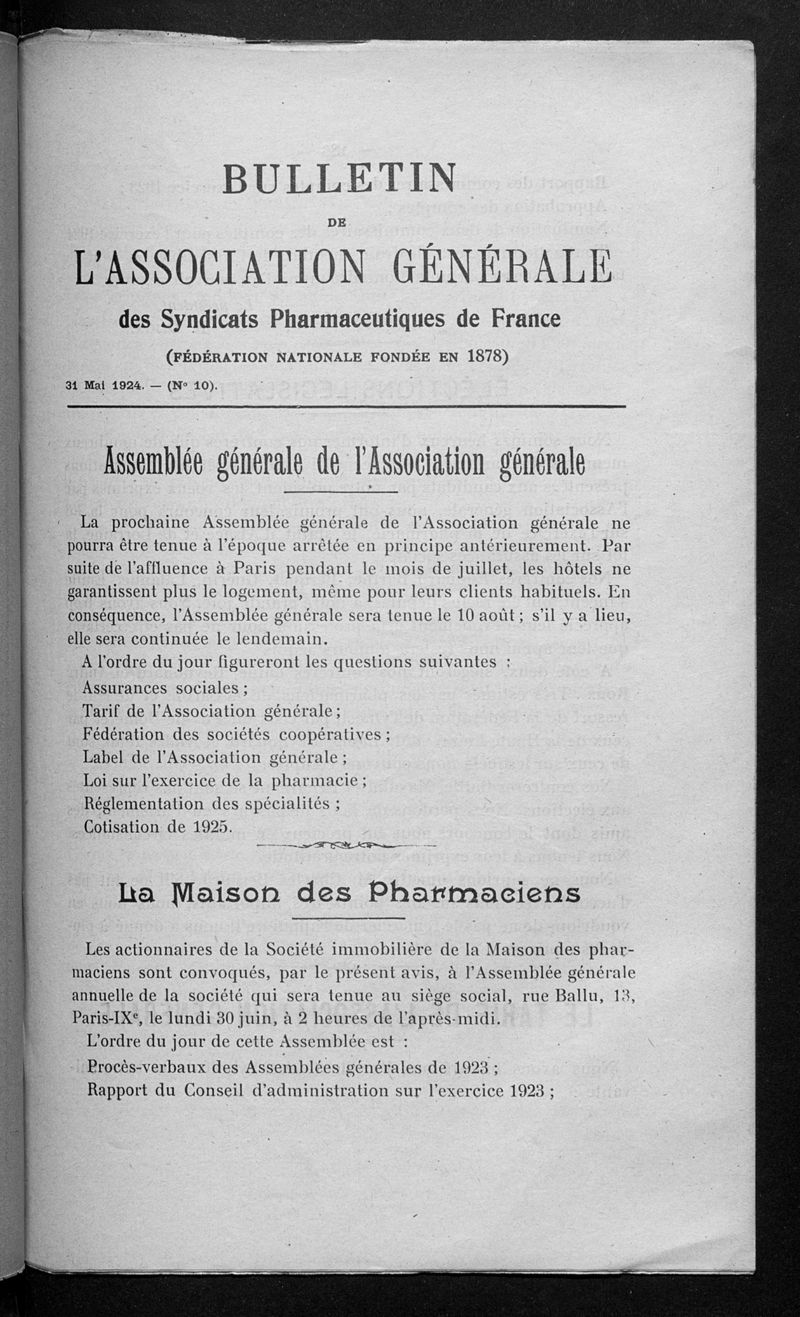 BULLETIN
DE
L'ASSOCIATION GÉNÉRALE
des Syndicats Pharmaceutiques de France
(FÉDÉRATION NATIONALE FONDÉE EN 1878)
31 Mai 1924. — (N° 10).
Assemblée générale de l'Association générale
La prochaine Assemblée générale de l'Association générale ne
pourra être tenue à l'époque arrêtée en principe antérieurement. Par
suite de l'affluence à Paris pendant le mois de juillet, les hôtels ne
garantissent plus le logement, même pour leurs clients habituels. En
conséquence, l'Assemblée générale sera tenue le 10 août ; s'il y a lieu,
elle sera continuée le lendemain.
A l'ordre du jour figureront les questions suivantes :
Assurances sociales ;
Tarif de l'Association générale ;
Fédération des sociétés coopératives ;
Label de l'Association générale ;
Loi sur l'exercice de la pharmacie ;
Réglementation des spécialités ;
Cotisation de 1925.
La Maison des Pharmaciens
Les actionnaires de la Société immobilière de la Maison des phar-
maciens sont convoqués, par le présent avis, à l'Assemblée générale
annuelle de la société qui sera tenue au siège social, rue Ballu, 13,
Paris-IXe, le lundi 30 juin, à 2 heures de l'après-midi.
L'ordre du jour de cette Assemblée est :
Procès-verbaux des Assemblées générales de 1923 ;
Rapport du Conseil d'administration sur l'exercice 1923 ;